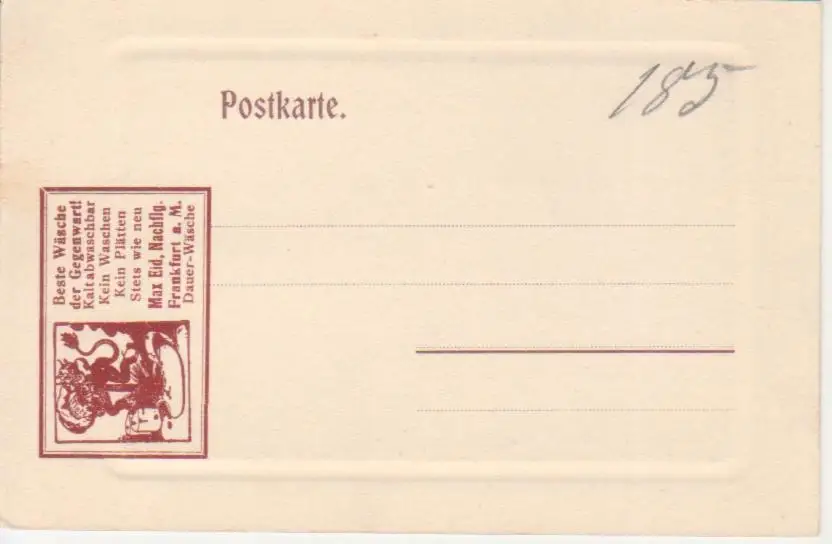 Postkarte.
185
Beste Wäsche
der Gegenwart!
Kaltabwaschbar
Kein Waschen
Kein Plätten
Stets wie neu
Max Eid, Nachflg.
Frankfurt a. M.
Dauer-Wäsche